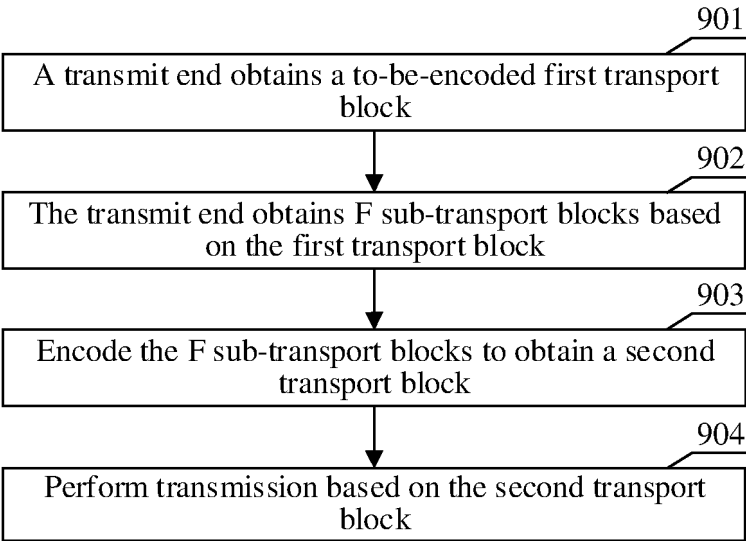 901
A transmit end obtains a to-be-encoded first transport
block
902
The transmit end obtains F sub-transport blocks based
on the first transport block
903
Encode the F sub-transport blocks to obtain a second
transport block
904
Perform transmission based on the second transport
block